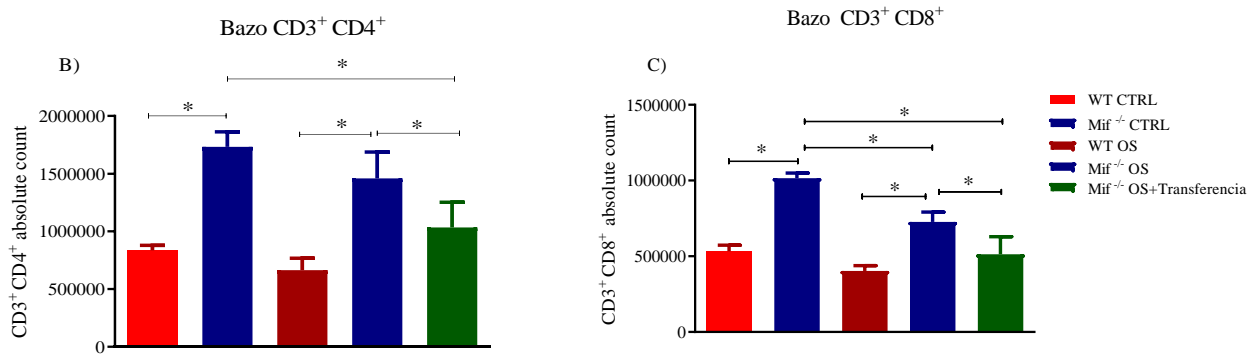 Bazo CD3⁺ CD4⁺
B)
*
*
*
*
CD3⁺ CD4⁺ absolute count
2000000
1500000
1000000
500000
0
Bazo CD3⁺ CD8⁺
C)
*
*
*
*
*
CD3⁺ CD8⁺ absolute count
1500000
1000000
500000
0
WT CTRL
Mif ⁻/⁻ CTRL
WT OS
Mif ⁻/⁻ OS
Mif ⁻/⁻ OS+Transferencia